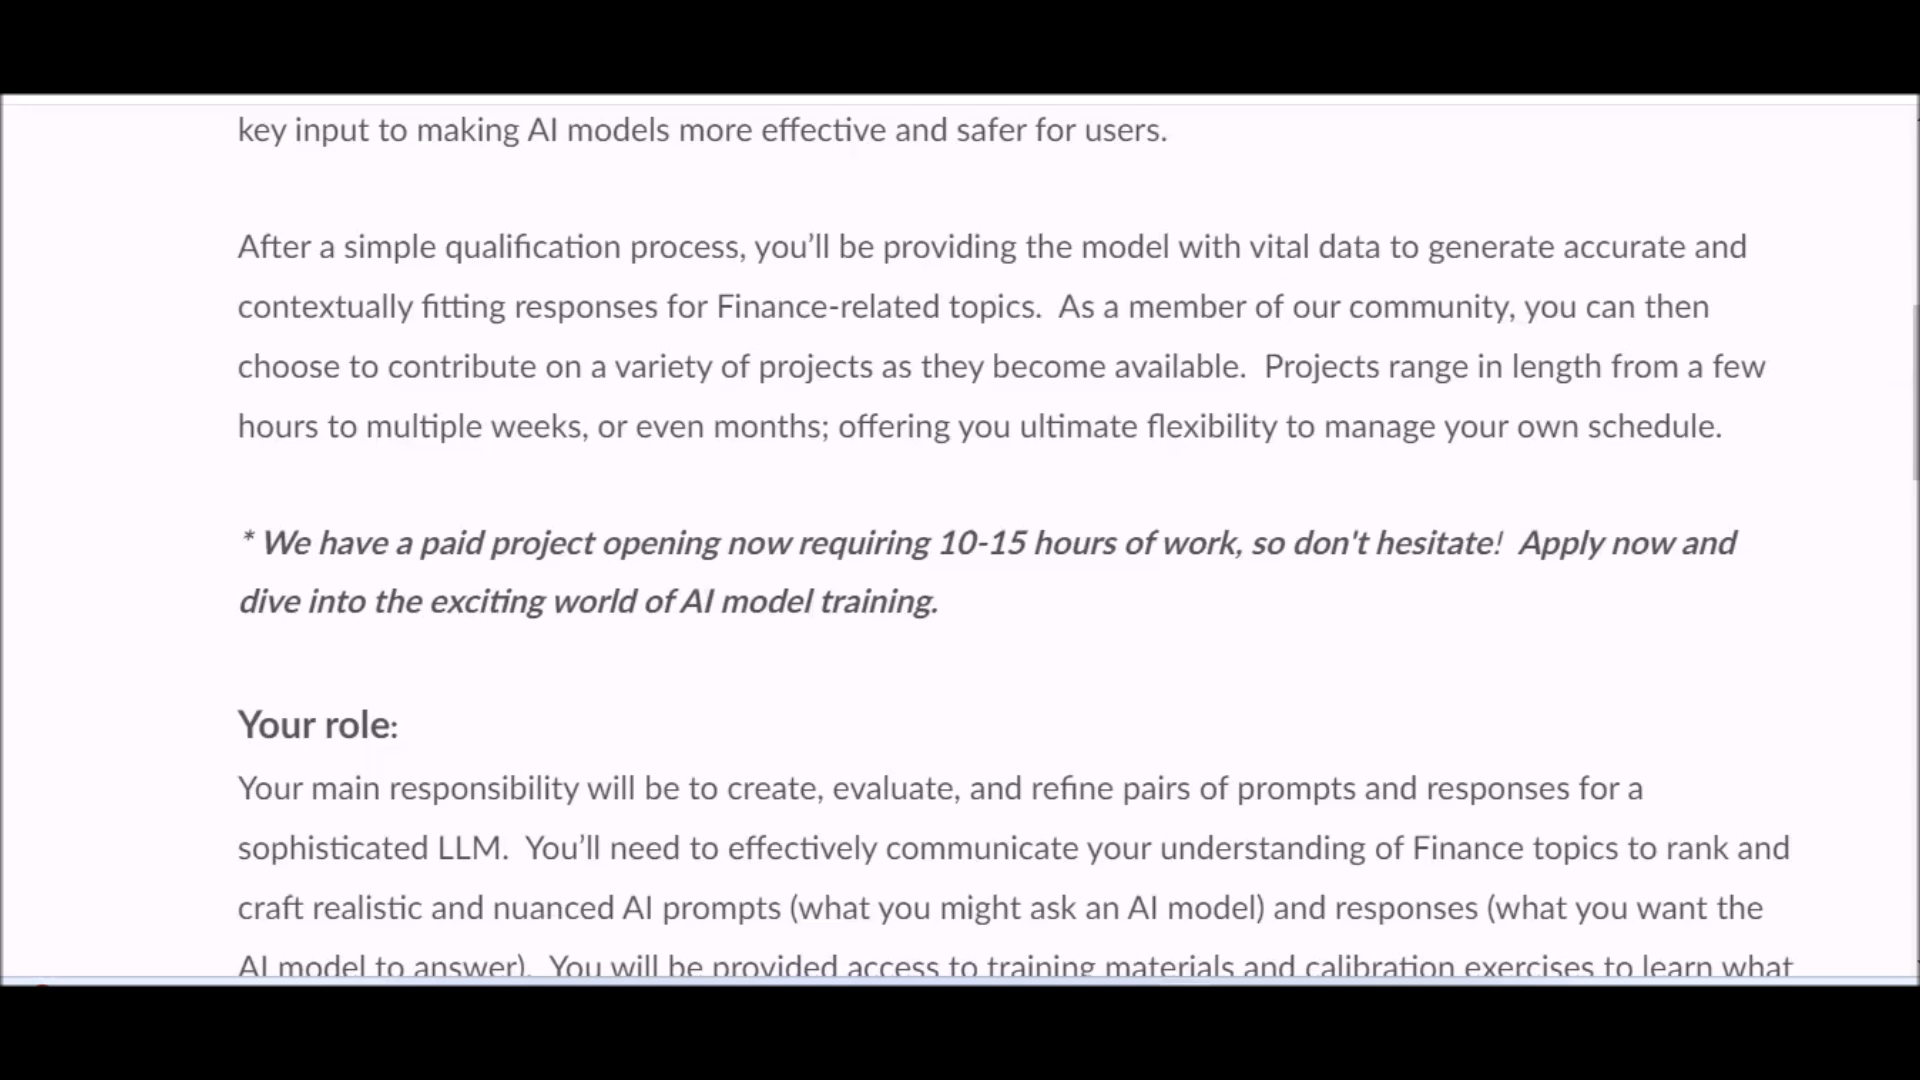 key input to making AI models more effective and safer for users.
After a simple qualification process, you’ll be providing the model with vital data to generate accurate and
contextually fitting responses for Finance-related topics.  As a member of our community, you can then
choose to contribute on a variety of projects as they become available.  Projects range in length from a few
hours to multiple weeks, or even months; offering you ultimate flexibility to manage your own schedule.
* We have a paid project opening now requiring 10-15 hours of work, so don't hesitate!  Apply now and
dive into the exciting world of AI model training.
Your role:
Your main responsibility will be to create, evaluate, and refine pairs of prompts and responses for a
sophisticated LLM.  You’ll need to effectively communicate your understanding of Finance topics to rank and
craft realistic and nuanced AI prompts (what you might ask an AI model) and responses (what you want the
AI model to answer).  You will be provided access to training materials and calibration exercises to learn what